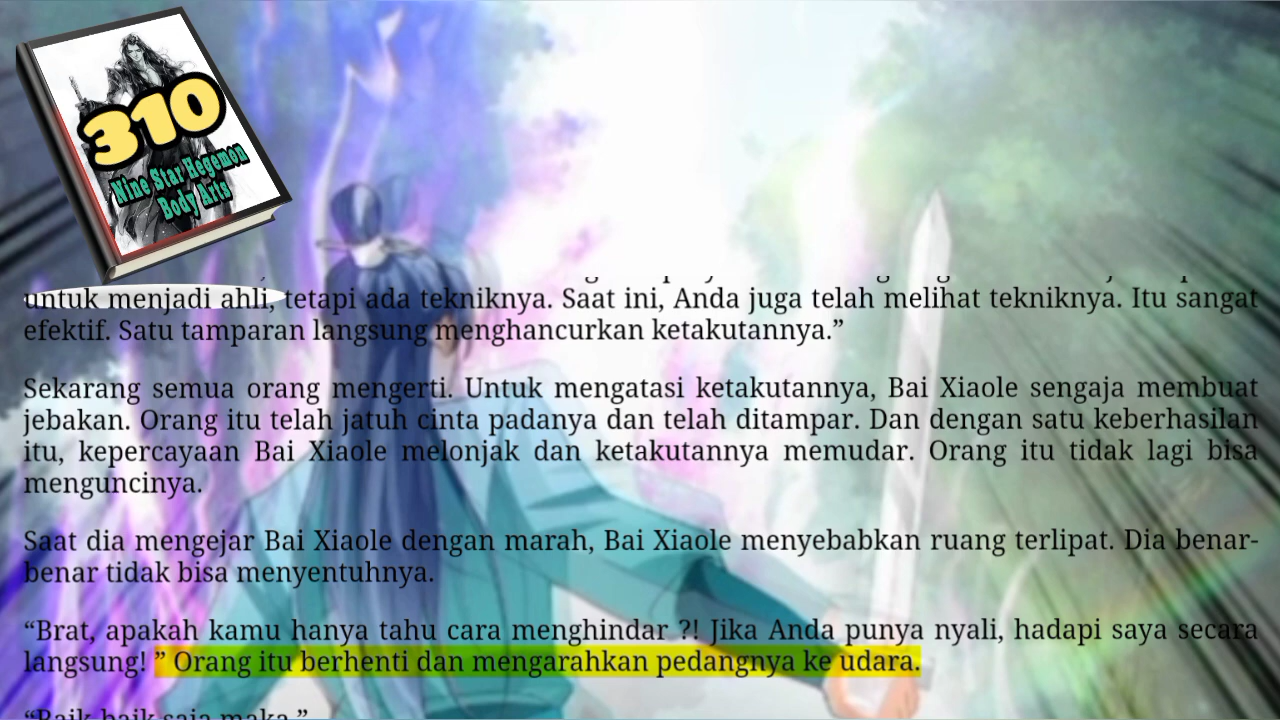 310
Nine Star Hegemon
Body Arts
untuk menjadi ahli, tetapi ada tekniknya. Saat ini, Anda juga telah melihat tekniknya. Itu sangat
efektif. Satu tamparan langsung menghancurkan ketakutannya.”
Sekarang semua orang mengerti. Untuk mengatasi ketakutannya, Bai Xiaole sengaja membuat
jebakan. Orang itu telah jatuh cinta padanya dan telah ditampar. Dan dengan satu keberhasilan
itu, kepercayaan Bai Xiaole melonjak dan ketakutannya memudar. Orang itu tidak lagi bisa
menguncinya.
Saat dia mengejar Bai Xiaole dengan marah, Bai Xiaole menyebabkan ruang terlipat. Dia benar-
benar tidak bisa menyentuhnya.
“Brat, apakah kamu hanya tahu cara menghindar ?! Jika Anda punya nyali, hadapi saya secara
langsung! ” Orang itu berhenti dan mengarahkan pedangnya ke udara.
“Baik-baik saja maka.”